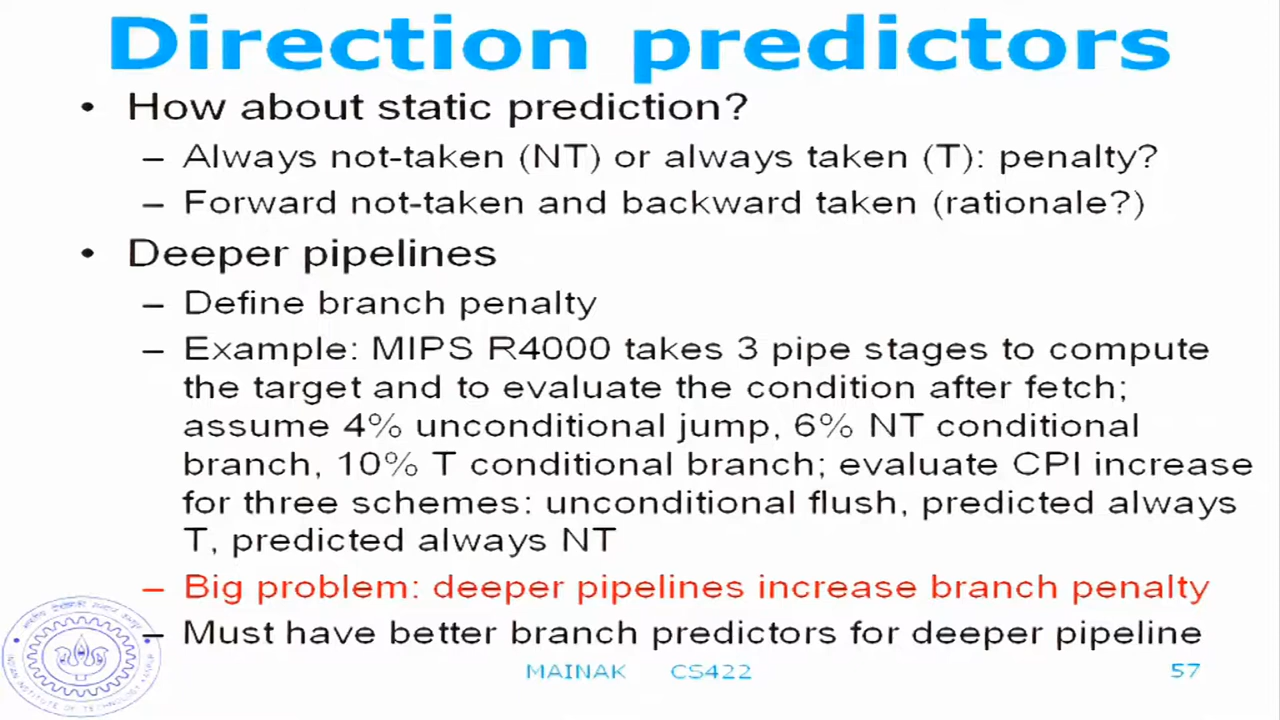 Direction predictors
• How about static prediction?
– Always not-taken (NT) or always taken (T): penalty?
– Forward not-taken and backward taken (rationale?)
• Deeper pipelines
– Define branch penalty
– Example: MIPS R4000 takes 3 pipe stages to compute
the target and to evaluate the condition after fetch;
assume 4% unconditional jump, 6% NT conditional
branch, 10% T conditional branch; evaluate CPI increase
for three schemes: unconditional flush, predicted always
T, predicted always NT
– Big problem: deeper pipelines increase branch penalty
– Must have better branch predictors for deeper pipeline
MAINAK CS422 57